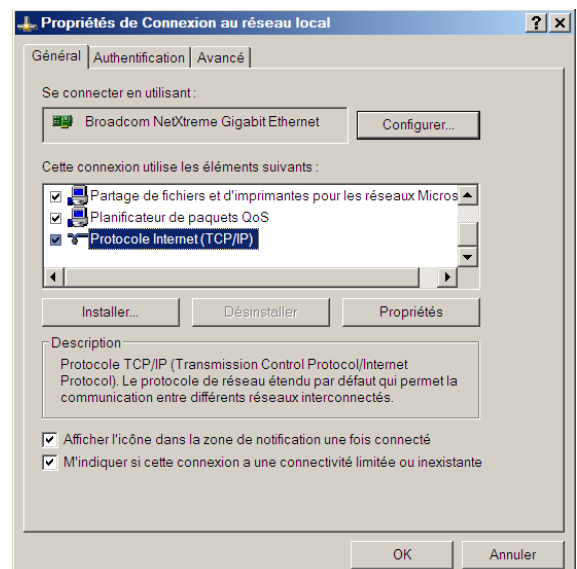 Propriétés de Connexion au réseau local
Général Authentification Avancé
Se connecter en utilisant :
Broadcom NetXtreme Gigabit Ethernet Configurer...
Cette connexion utilise les éléments suivants :
Partage de fichiers et d'imprimantes pour les réseaux Micros
Planificateur de paquets QoS
Protocole Internet (TCP/IP)
Installer... Désinstaller Propriétés
Description
Protocole TCP/IP (Transmission Control Protocol/Internet
Protocol). Le protocole de réseau étendu par défaut qui permet la
communication entre différents réseaux interconnectés.
Afficher l'icône dans la zone de notification une fois connecté
M'indiquer si cette connexion a une connectivité limitée ou inexistante
OK Annuler